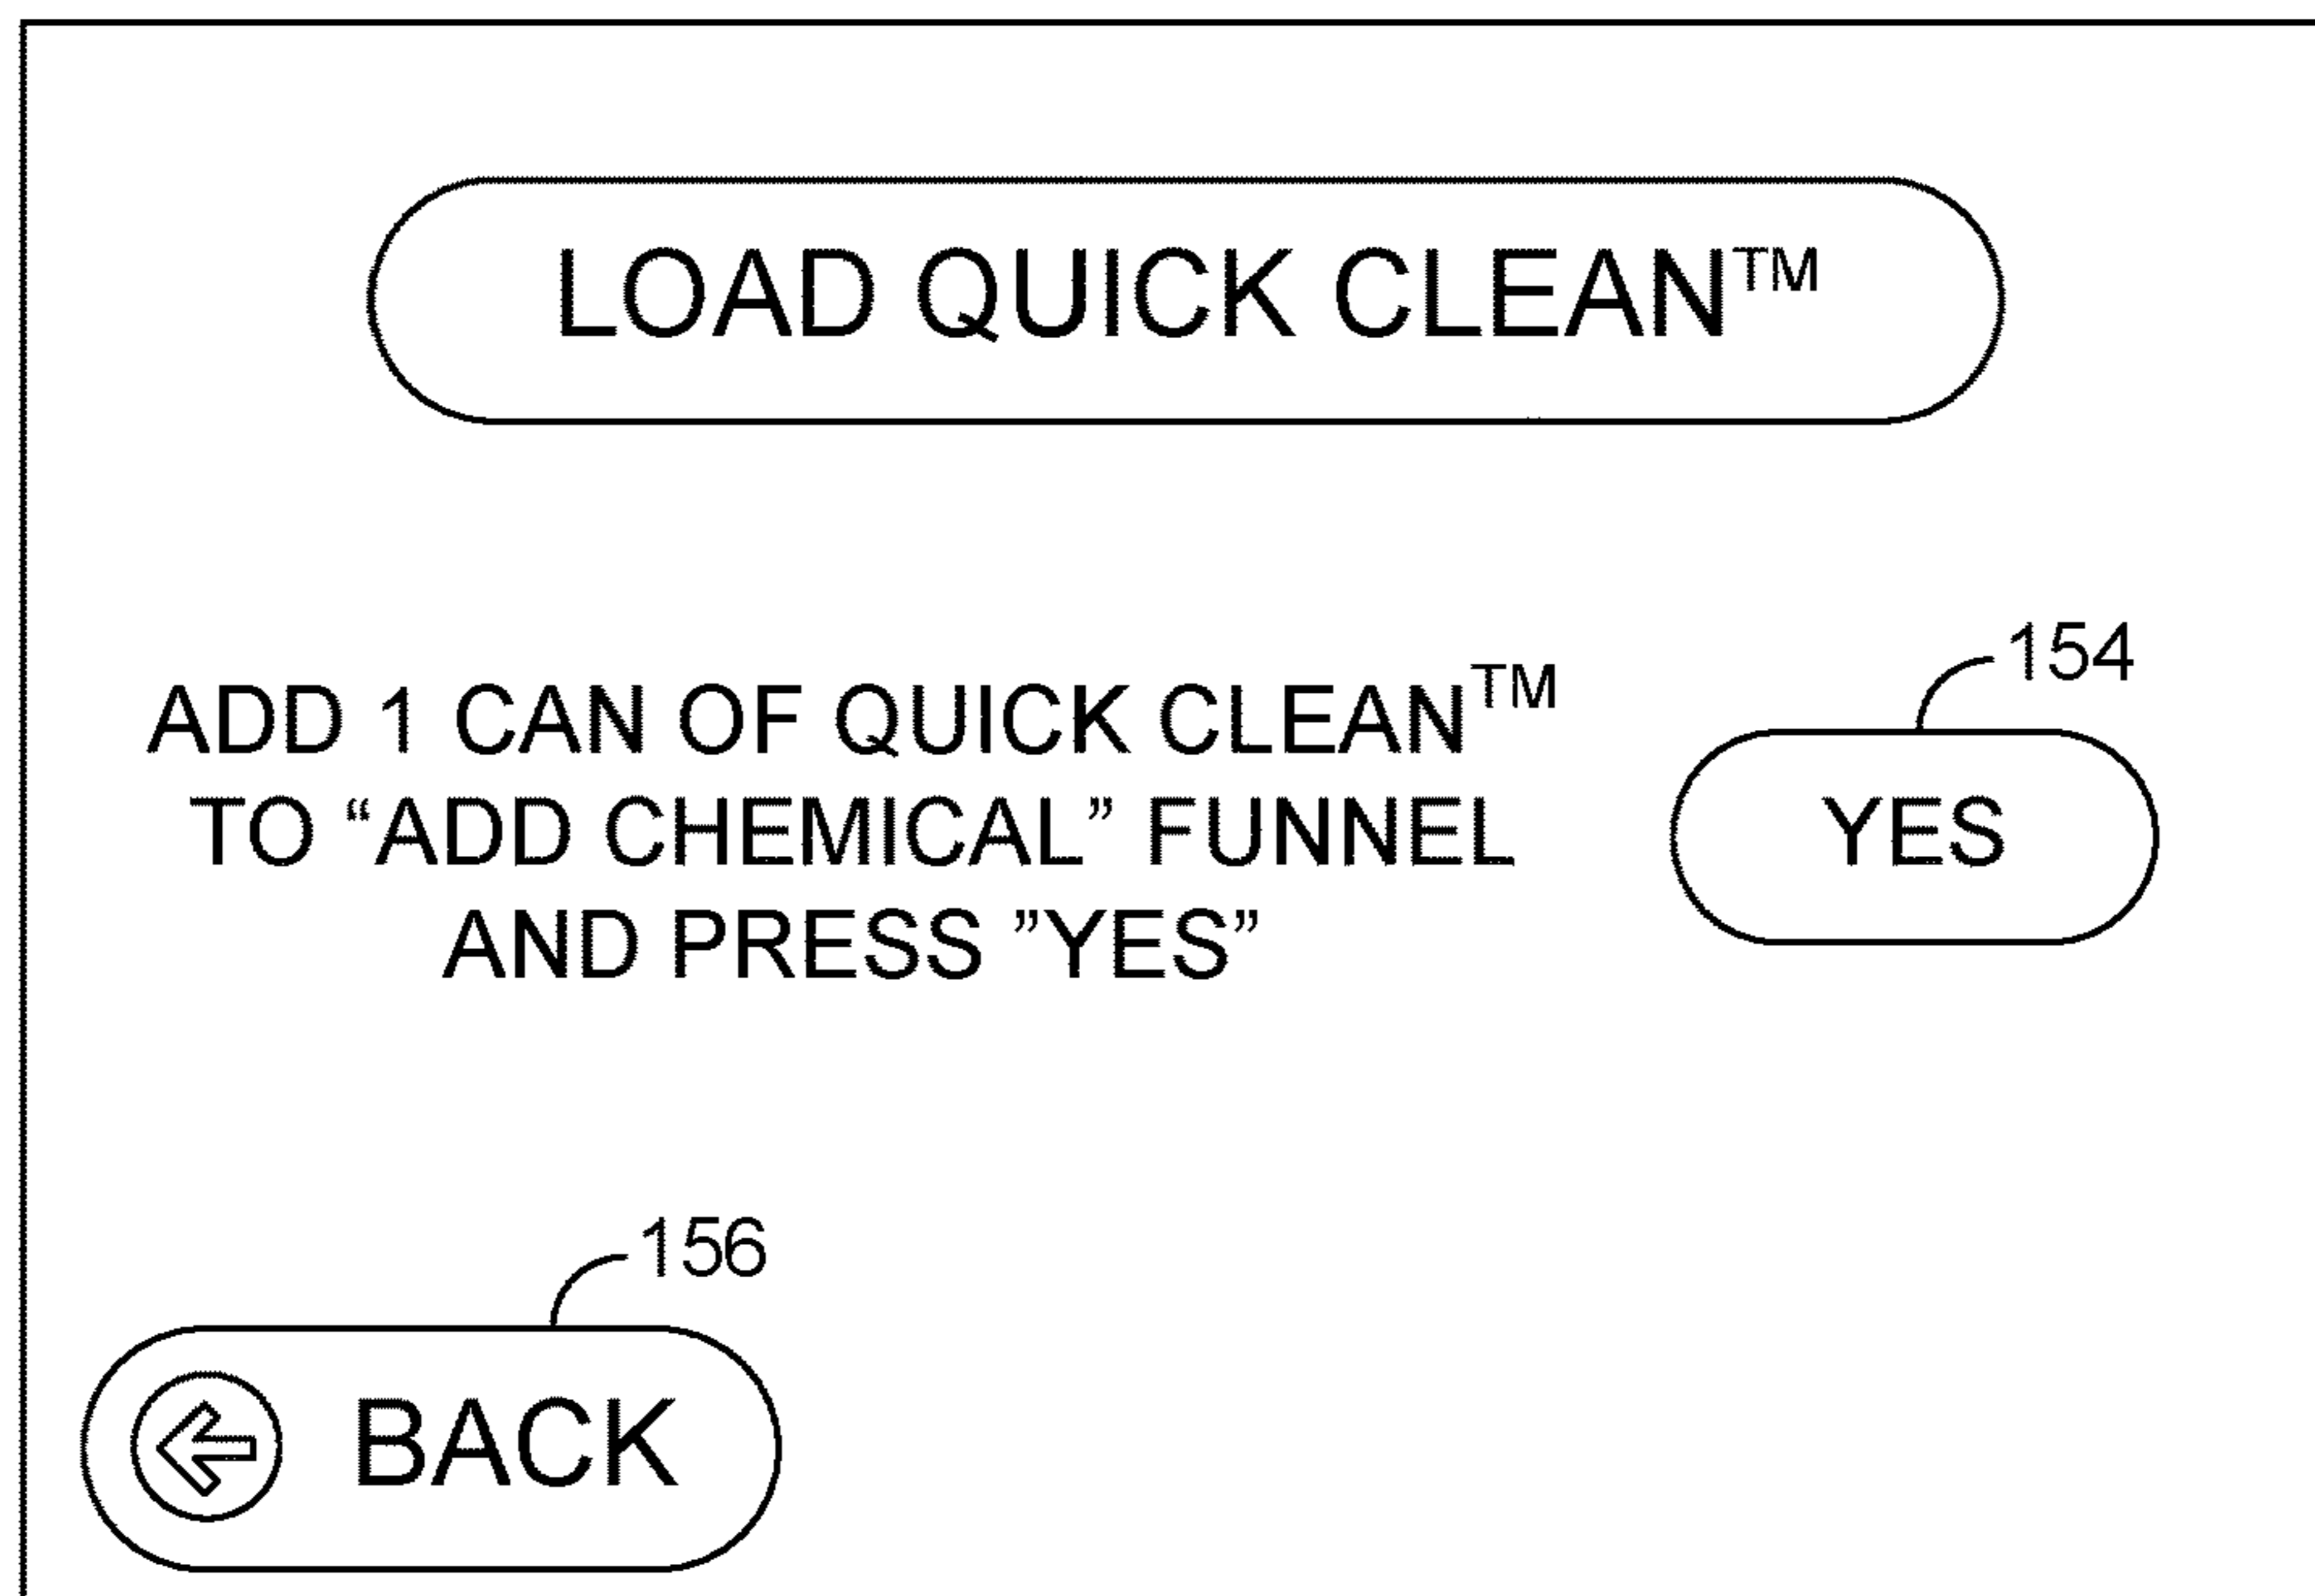 LOAD QUICK CLEAN™
ADD 1 CAN OF QUICK CLEAN™
TO “ADD CHEMICAL” FUNNEL
AND PRESS ”YES”
154
YES
156
BACK